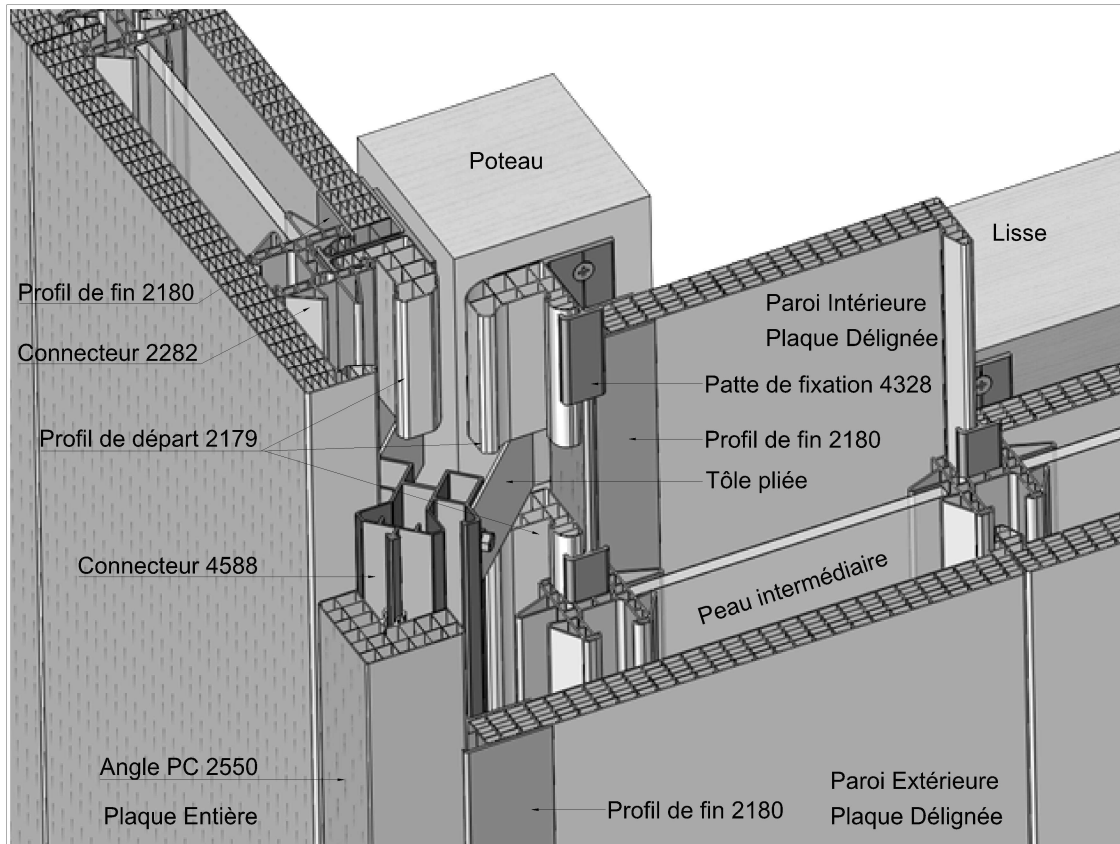 Poteau
Lisse
Profil de fin 2180
Paroi Intérieure
Plaque Délignée
Connecteur 2282
Patte de fixation 4328
Profil de départ 2179
Profil de fin 2180
Tôle pliée
Connecteur 4588
Peau intermédiaire
Angle PC 2550
Plaque Entière
Paroi Extérieure
Plaque Délignée
Profil de fin 2180